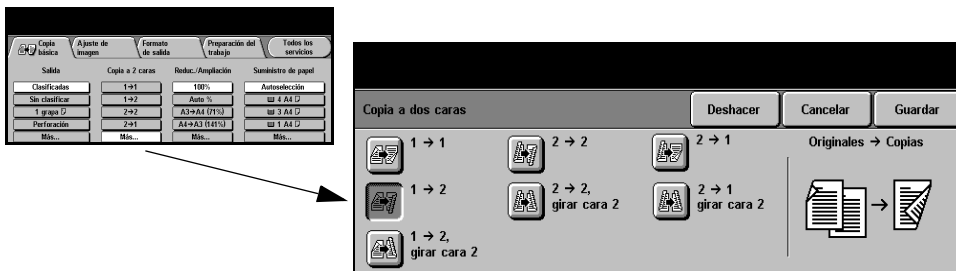 Copia básica
Ajuste de imagen
Formato de salida
Preparación del trabajo
Todos los servicios
Salida
Copia a 2 caras
Reduc./Ampliación
Suministro de papel
Clasificadas
1→1
100%
Autoselección
Sin clasificar
1→2
Auto %
4 A4
1 grapa
2→2
A3→A4 (71%)
3 A4
Perforación
2→1
A4→A3 (141%)
1 A4
Más...
Más...
Más...
Más...
Copia a dos caras
Deshacer
Cancelar
Guardar
1 → 1
2 → 2
2 → 1
Originales → Copias
1 → 2
2 → 2,
girar cara 2
2 → 1
girar cara 2
1 → 2,
girar cara 2